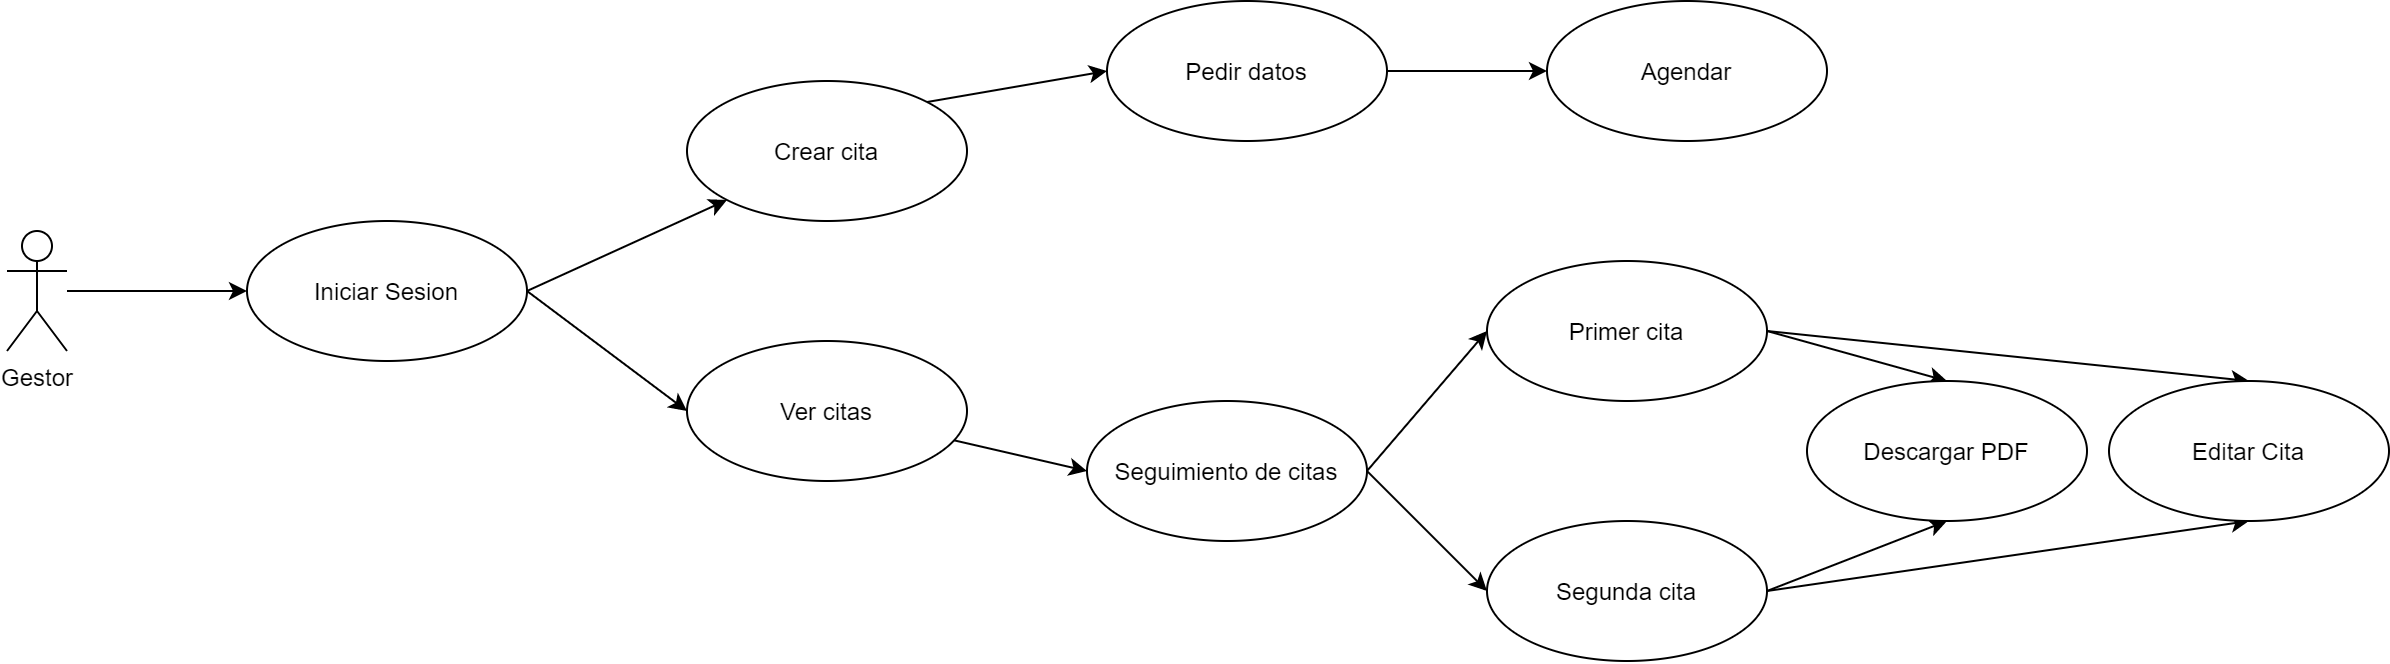 Pedir datos
Agendar
Crear cita
Iniciar Sesion
Gestor
Primer cita
Ver citas
Seguimiento de citas
Descargar PDF
Editar Cita
Segunda cita